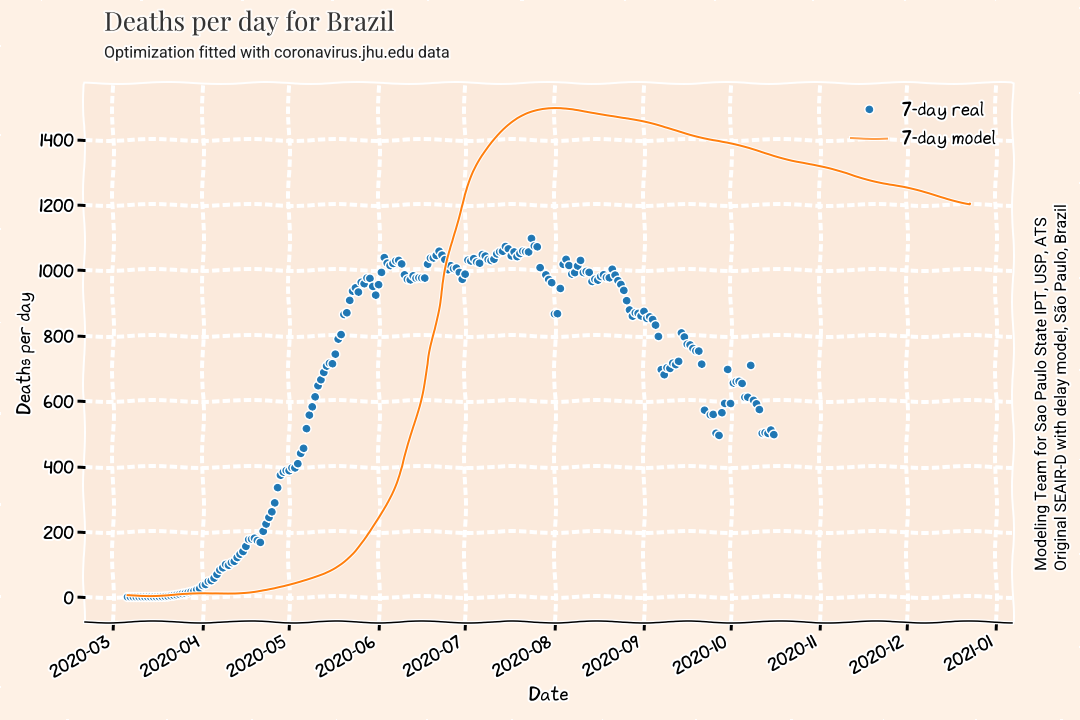 Deaths per day for Brazil
Optimization fitted with coronavirus.jhu.edu data
7-day real
7-day model
1400
1200
1000
800
600
400
200
0
Deaths per day
2020-03
2020-04
2020-05
2020-06
2020-07
2020-08
2020-09
2020-10
2020-11
2020-12
2021-01
Date
Modeling Team for Sao Paulo State IPT, USP, ATS
Original SEAIR-D with delay model, São Paulo, Brazil